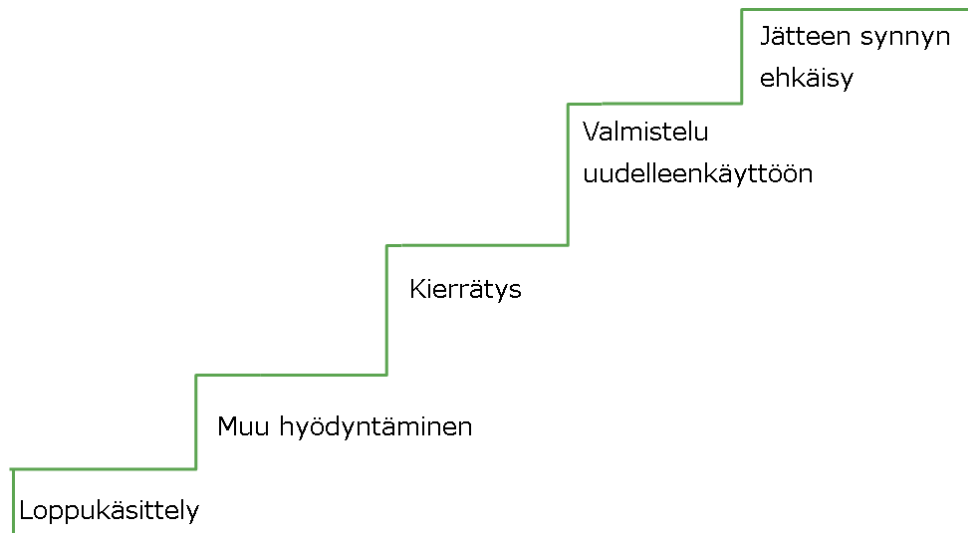 Jätteen synnyn
ehkäisy
Valmistelu
uudelleenkäyttöön
Kierrätys
Muu hyödyntäminen
Loppukäsittely